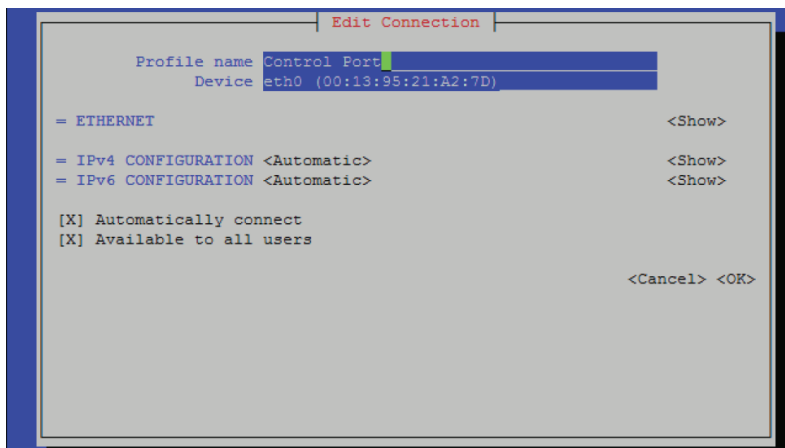 Edit Connection
Profile name Control Port
Device eth0 (00:13:95:21:A2:7D)
= ETHERNET <Show>
= IPv4 CONFIGURATION <Automatic> <Show>
= IPv6 CONFIGURATION <Automatic> <Show>
[X] Automatically connect
[X] Available to all users
<Cancel> <OK>